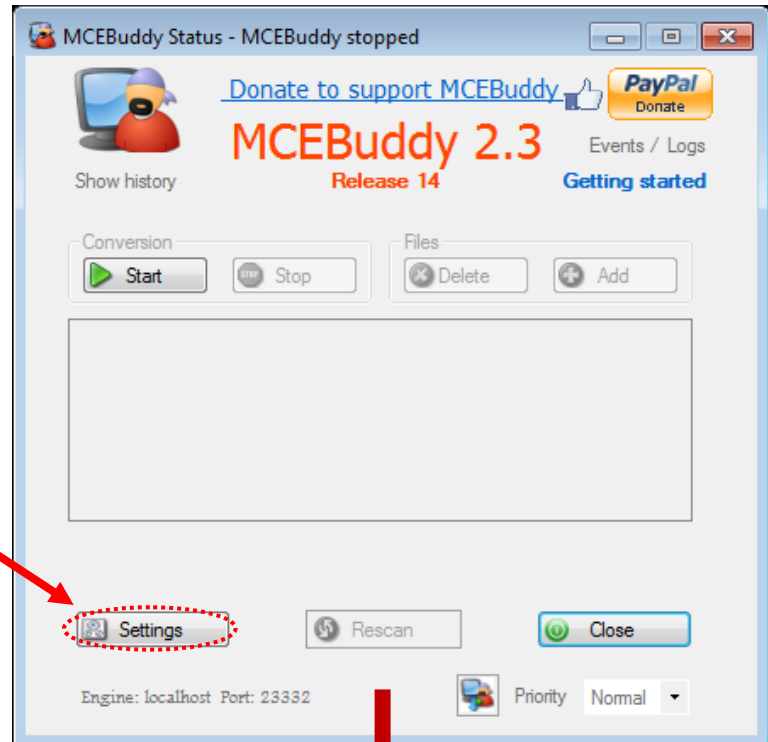 MCEBuddy Status - MCEBuddy stopped
Donate to support MCEBuddy
PayPal
Donate
MCEBuddy 2.3
Events / Logs
Show history
Release 14
Getting started
Conversion
Files
Start
STOP
Stop
Delete
Add
Settings
Rescan
Close
Engine: localhost Port: 23332
Priority
Normal